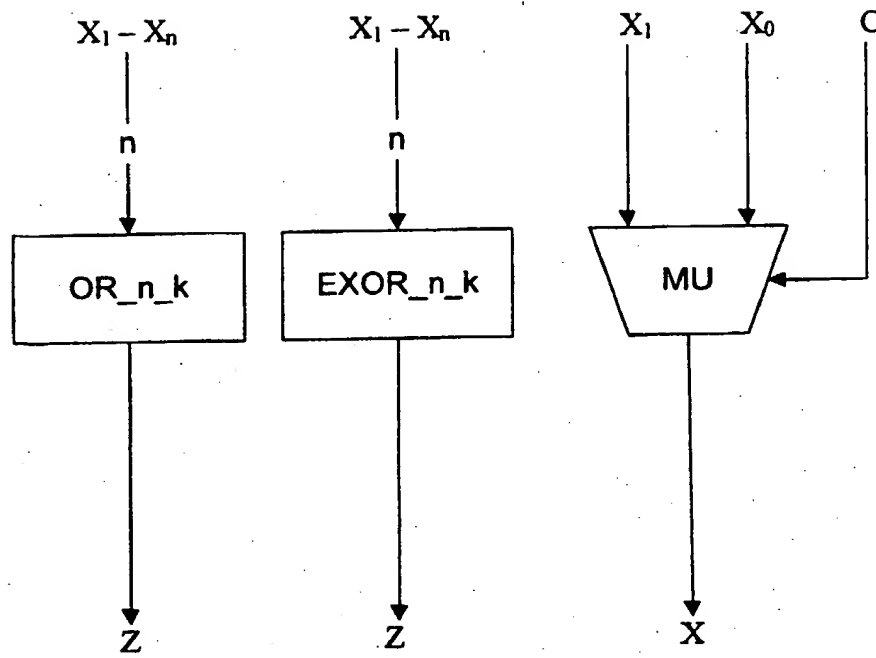 X₁ – Xₙ
X₁ – Xₙ
X₁
X₀
C
n
n
OR_n_k
EXOR_n_k
MU
Z
Z
X